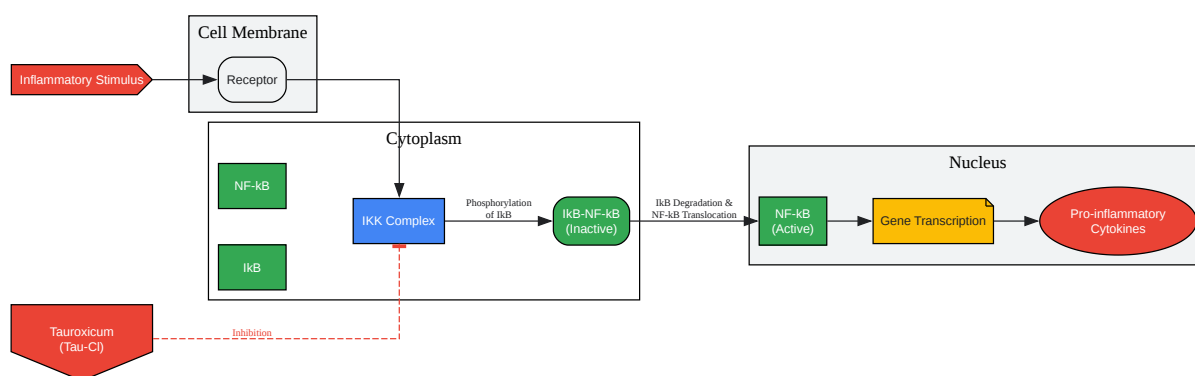 Cell Membrane
Inflammatory Stimulus
Receptor
Cytoplasm
NF-kB
IKK Complex
Phosphorylation
of IkB
IkB-NF-kB
(Inactive)
IkB
IkB Degradation &
NF-kB Translocation
Nucleus
NF-kB
(Active)
Gene Transcription
Pro-inflammatory
Cytokines
Tauroxicum
(Tau-Cl)
Inhibition